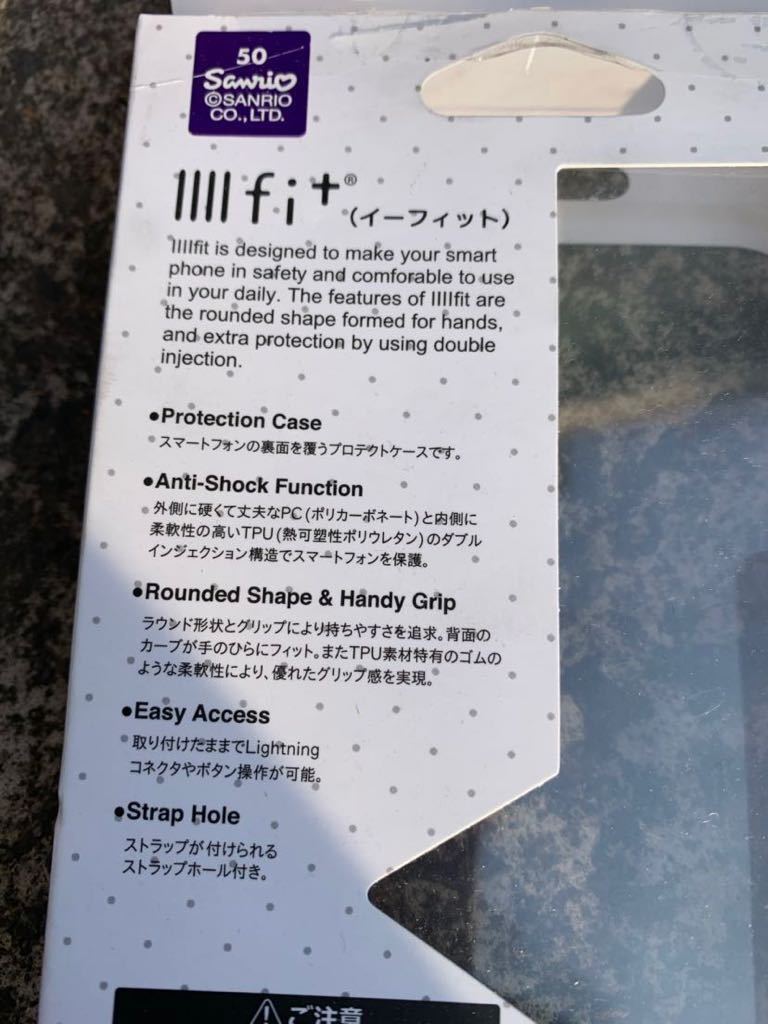 50
Sanrio
©SANRIO
CO., LTD.
IIIIfit®
(イーフィット)
IIIIfit is designed to make your smart
phone in safety and comforable to use
in your daily. The features of IIIIfit are
the rounded shape formed for hands,
and extra protection by using double
injection.
●Protection Case
スマートフォンの裏面を覆うプロテクトケースです。
●Anti-Shock Function
外側に硬くて丈夫なPC(ポリカーボネート)と内側に
柔軟性の高いTPU(熱可塑性ポリウレタン)のダブル
インジェクション構造でスマートフォンを保護。
●Rounded Shape & Handy Grip
ラウンド形状とグリップにより持ちやすさを追求。背面の
カーブが手のひらにフィット。またTPU素材特有のゴムの
ような柔軟性により、優れたグリップ感を実現。
●Easy Access
取り付けたままでLightning
コネクタやボタン操作が可能。
●Strap Hole
ストラップが付けられる
ストラップホール付き。
ご注意